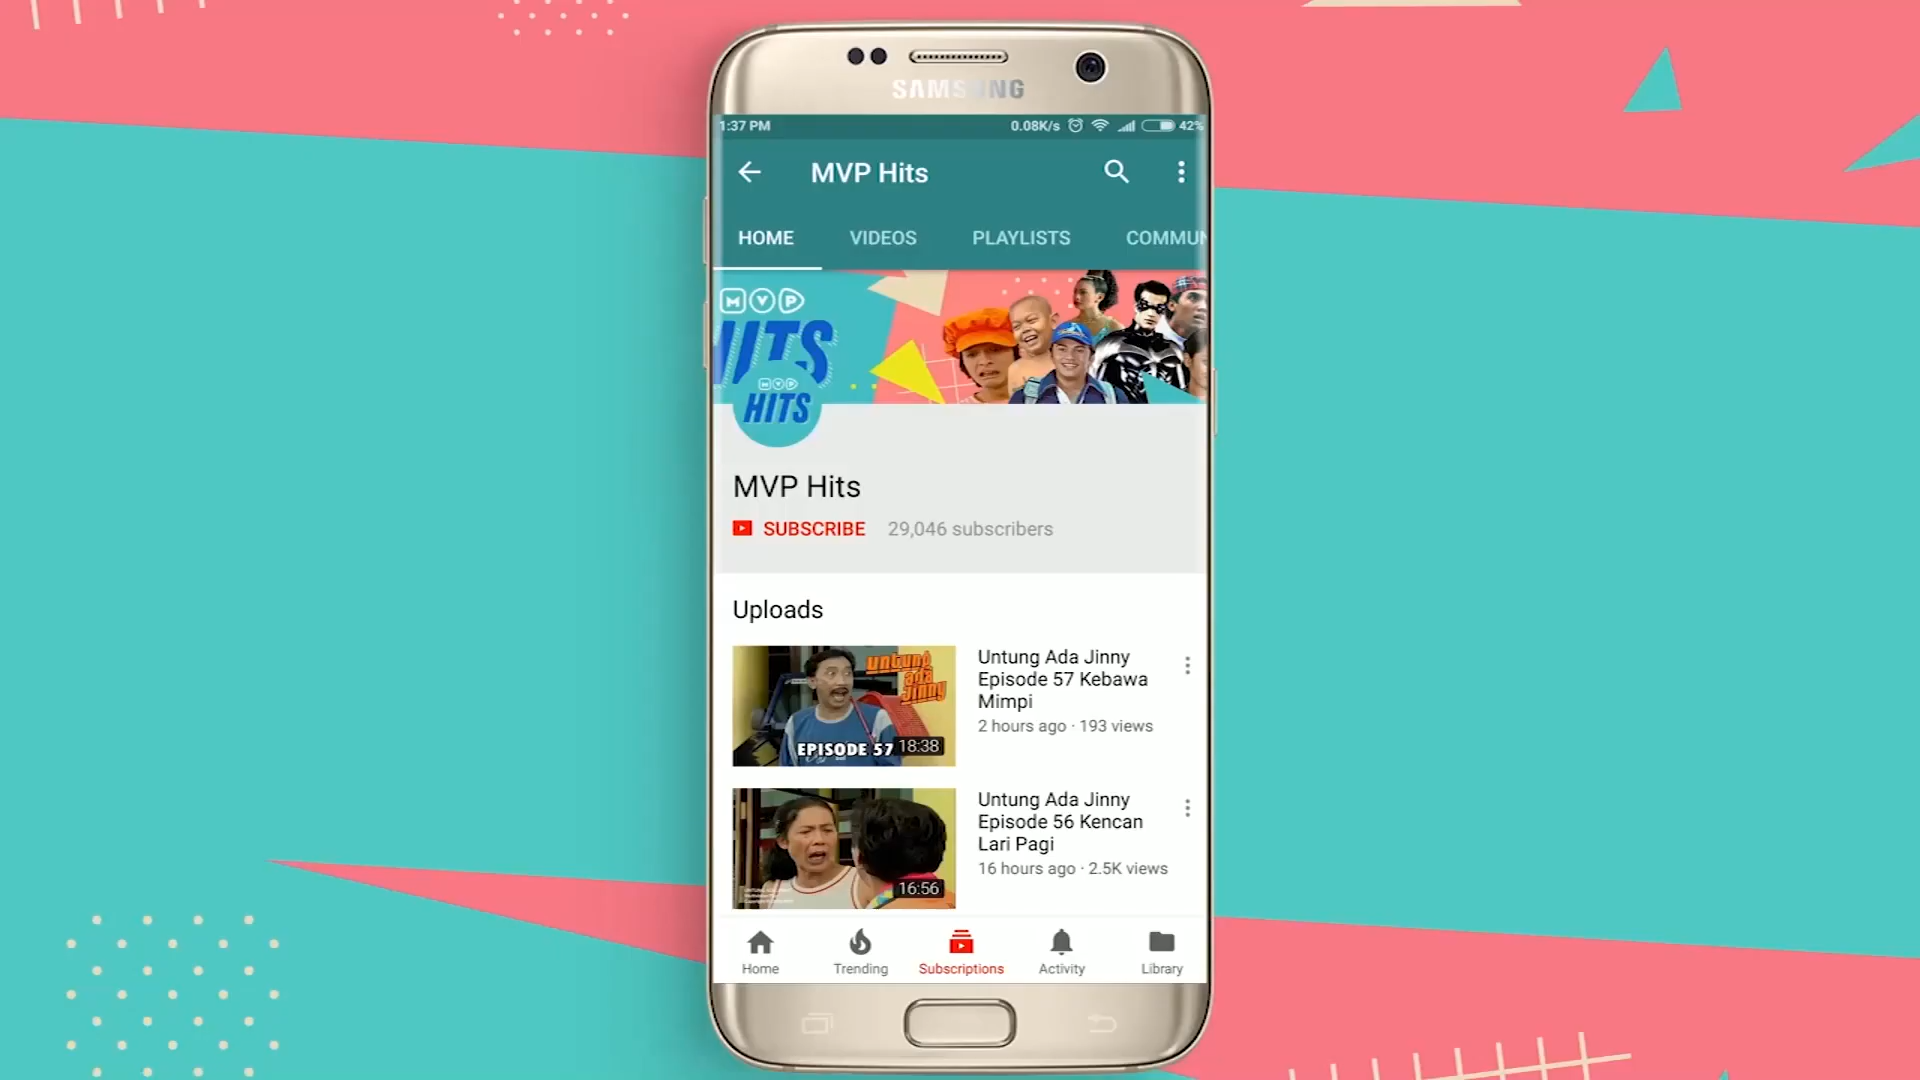 SAMSUNG
1:37 PM
0.08K/s
42%
MVP Hits
HOME
VIDEOS
PLAYLISTS
COMMUN
MVP
HITS
MVP
HITS
MVP Hits
SUBSCRIBE
29,046 subscribers
Uploads
untung
ada
jinny
EPISODE 57
18:38
Untung Ada Jinny
Episode 57 Kebawa
Mimpi
2 hours ago · 193 views
16:56
Untung Ada Jinny
Episode 56 Kencan
Lari Pagi
16 hours ago · 2.5K views
Home
Trending
Subscriptions
Activity
Library